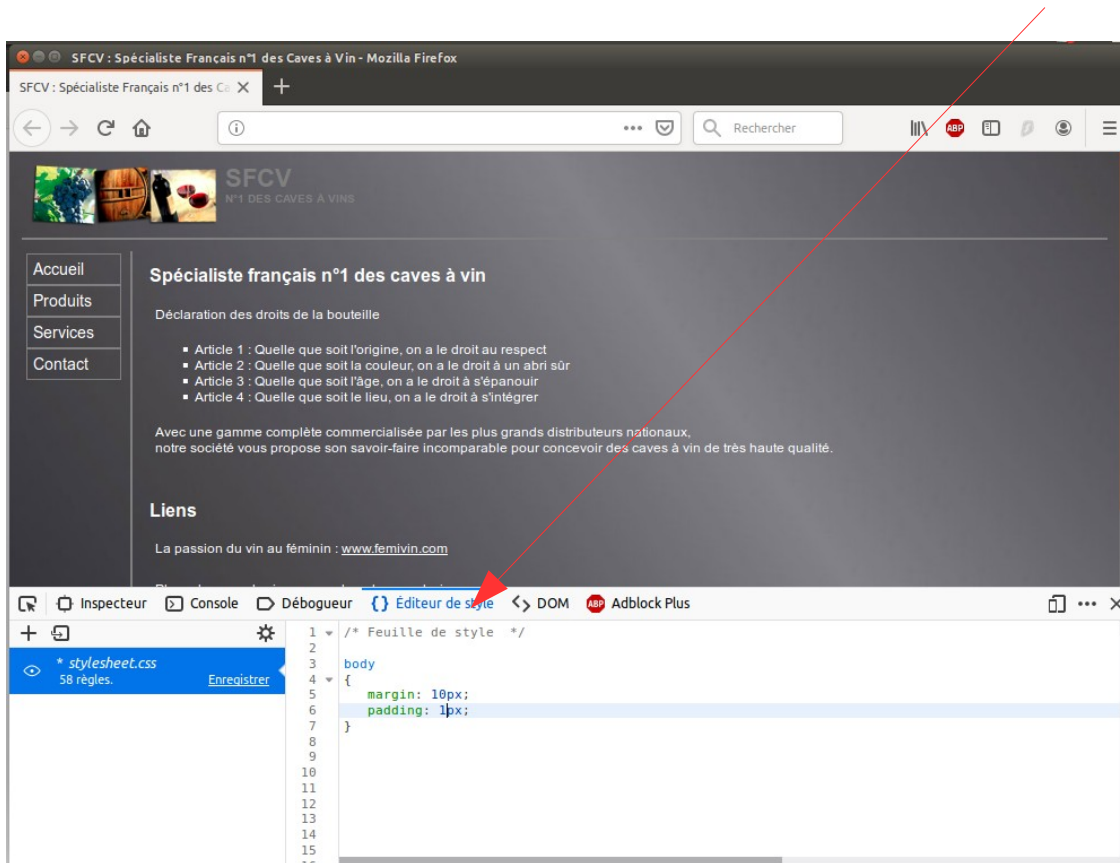 SFCV : Spécialiste Français n°1 des Caves à Vin - Mozilla Firefox
SFCV : Spécialiste Français n°1 des Ca
Rechercher
ABP
SFCV
N°1 DES CAVES À VINS
Accueil
Produits
Services
Contact
Spécialiste français n°1 des caves à vin
Déclaration des droits de la bouteille
Article 1 : Quelle que soit l'origine, on a le droit au respect
Article 2 : Quelle que soit la couleur, on a le droit à un abri sûr
Article 3 : Quelle que soit l'âge, on a le droit à s'épanouir
Article 4 : Quelle que soit le lieu, on a le droit à s'intégrer
Avec une gamme complète commercialisée par les plus grands distributeurs nationaux,
notre société vous propose son savoir-faire incomparable pour concevoir des caves à vin de très haute qualité.
Liens
La passion du vin au féminin : www.femivin.com
Inspecteur Console Débogueur {} Éditeur de style DOM ABP Adblock Plus
* stylesheet.css
58 règles. Enregistrer
1 /* Feuille de style */
2
3 body
4 {
5 margin: 10px;
6 padding: 1px;
7 }
8
9
10
11
12
13
14
15